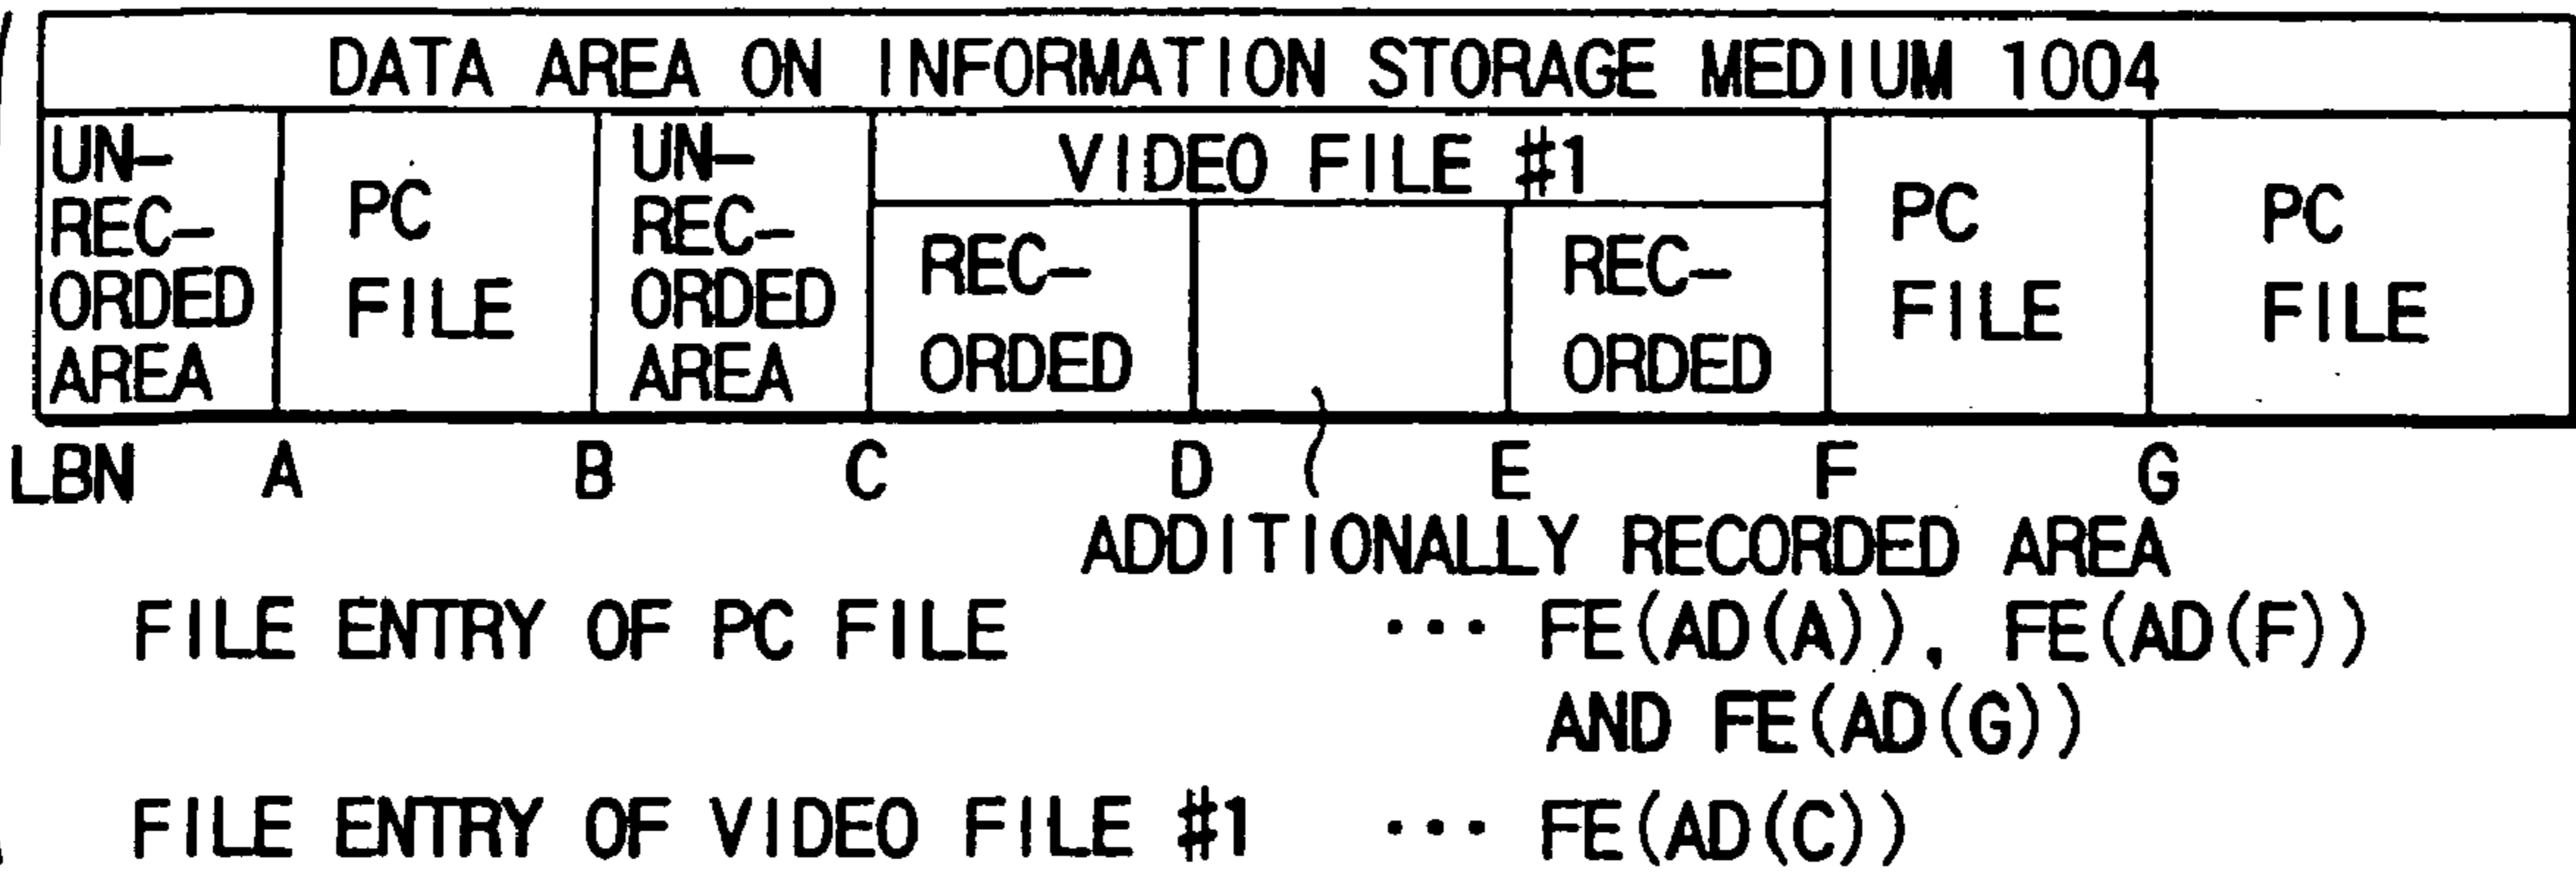 DATA AREA ON INFORMATION STORAGE MEDIUM 1004
UN-
REC-
ORDED
AREA
PC
FILE
UN-
REC-
ORDED
AREA
VIDEO FILE #1
REC-
ORDED
REC-
ORDED
PC
FILE
PC
FILE
LBN A B C D E F G
ADDITIONALLY RECORDED AREA
FILE ENTRY OF PC FILE ··· FE(AD(A)), FE(AD(F))
AND FE(AD(G))
FILE ENTRY OF VIDEO FILE #1 ··· FE(AD(C))